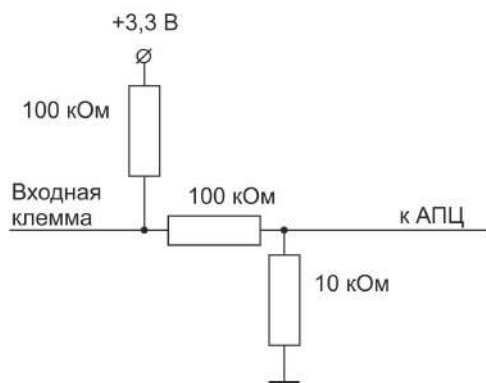 +3,3 В
100 кОм
Входная
клемма
100 кОм
к АПЦ
10 кОм